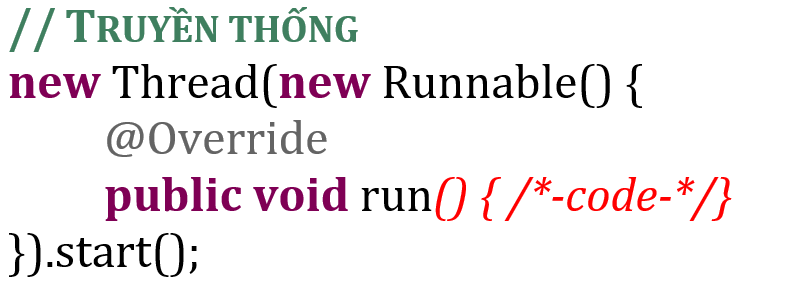 // TRUYỀN THỐNG
new Thread(new Runnable() {
@Override
public void run() { /*-code-*/}
}).start();